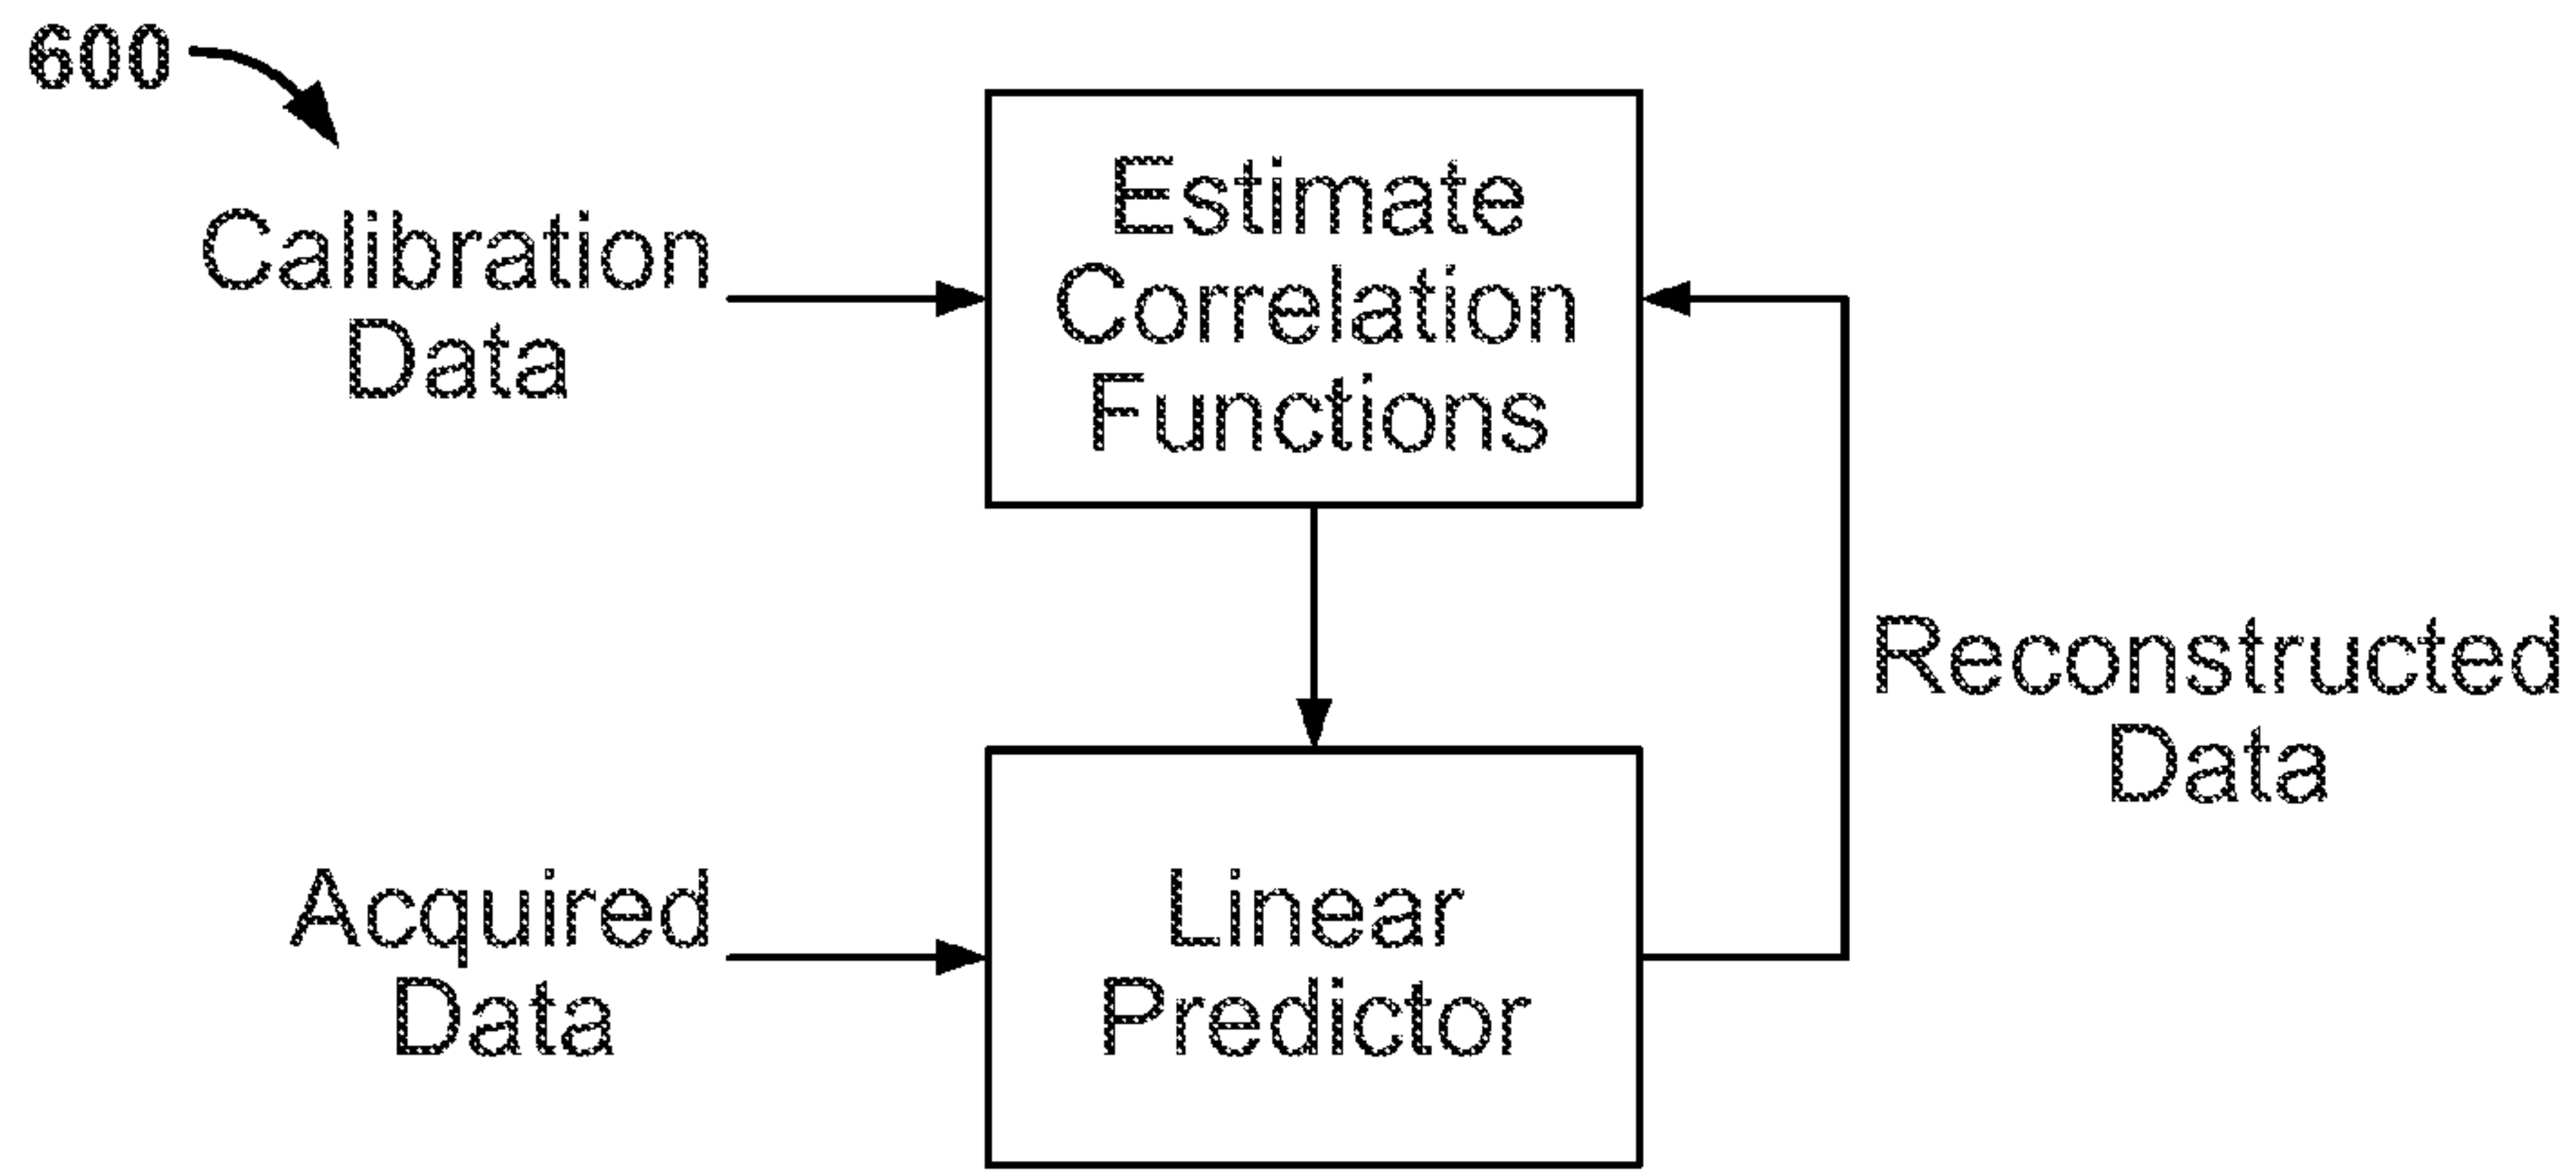 600
Calibration
Data
Estimate
Correlation
Functions
Reconstructed
Data
Acquired
Data
Linear
Predictor